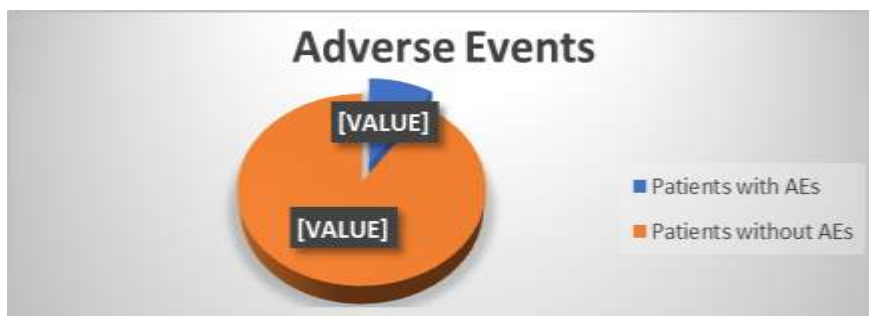 Adverse Events
[VALUE]
[VALUE]
Patients with AEs
Patients without AEs